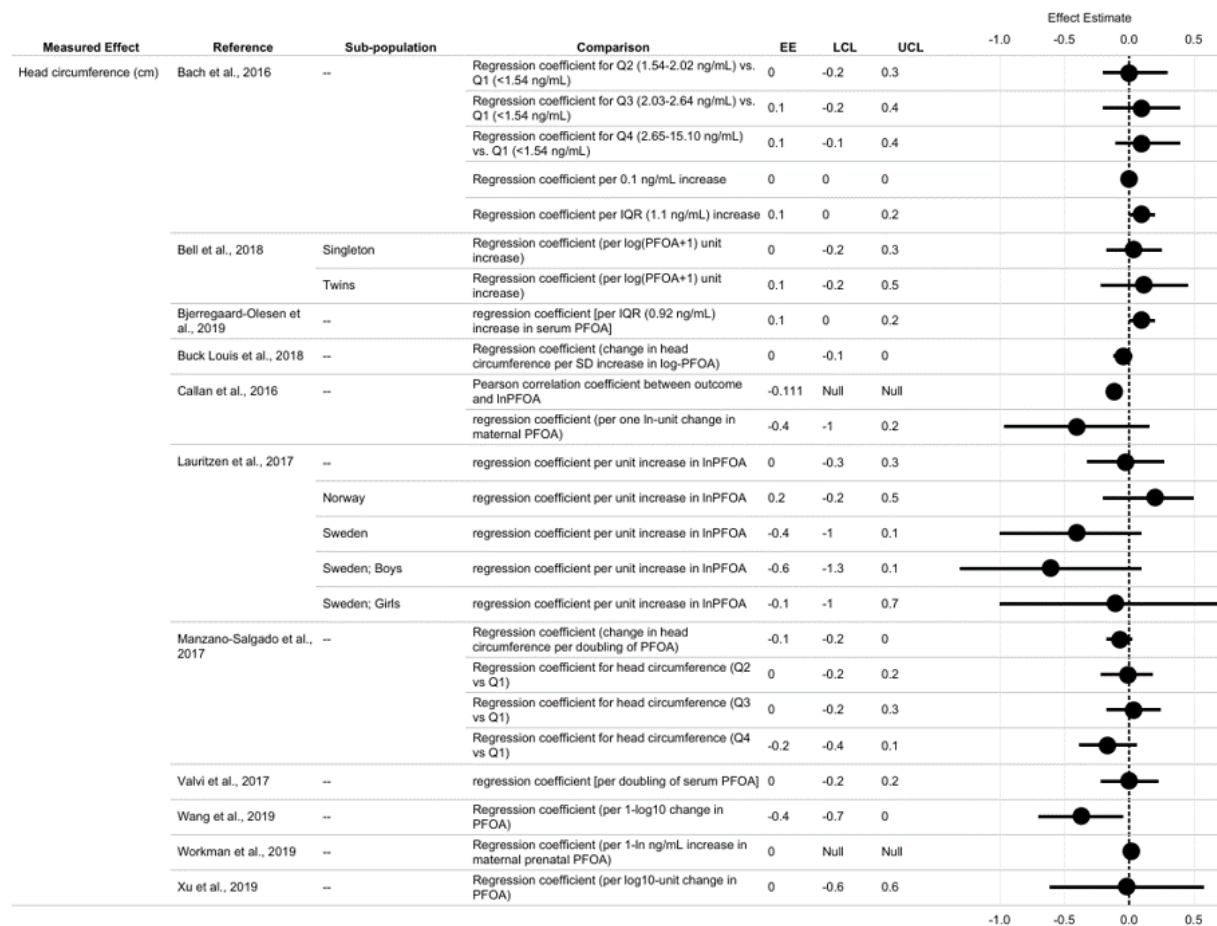 Effect Estimate
Measured Effect Reference Sub-population Comparison EE LCL UCL -1.0 -0.5 0.0 0.5
Head circumference (cm) Bach et al., 2016 -- Regression coefficient for Q2 (1.54-2.02 ng/mL) vs. 0 -0.2 0.3
Q1 (<1.54 ng/mL)
Regression coefficient for Q3 (2.03-2.64 ng/mL) vs. 0.1 -0.2 0.4
Q1 (<1.54 ng/mL)
Regression coefficient for Q4 (2.65-15.10 ng/mL) 0.1 -0.1 0.4
vs. Q1 (<1.54 ng/mL)
Regression coefficient per 0.1 ng/mL increase 0 0 0
Regression coefficient per IQR (1.1 ng/mL) increase 0.1 0 0.2
Bell et al., 2018 Singleton Regression coefficient (per log(PFOA+1) unit 0 -0.2 0.3
increase)
Twins Regression coefficient (per log(PFOA+1) unit 0.1 -0.2 0.5
increase)
Bjerregaard-Olesen et -- regression coefficient [per IQR (0.92 ng/mL) 0.1 0 0.2
al., 2019 increase in serum PFOA]
Buck Louis et al., 2018 -- Regression coefficient (change in head 0 -0.1 0
circumference per SD increase in log-PFOA)
Callan et al., 2016 -- Pearson correlation coefficient between outcome -0.111 Null Null
and lnPFOA
regression coefficient (per one ln-unit change in -0.4 -1 0.2
maternal PFOA)
Lauritzen et al., 2017 -- regression coefficient per unit increase in lnPFOA 0 -0.3 0.3
Norway regression coefficient per unit increase in lnPFOA 0.2 -0.2 0.5
Sweden regression coefficient per unit increase in lnPFOA -0.4 -1 0.1
Sweden; Boys regression coefficient per unit increase in lnPFOA -0.6 -1.3 0.1
Sweden; Girls regression coefficient per unit increase in lnPFOA -0.1 -1 0.7
Manzano-Salgado et al., -- Regression coefficient (change in head -0.1 -0.2 0
2017 circumference per doubling of PFOA)
Regression coefficient for head circumference (Q2 0 -0.2 0.2
vs Q1)
Regression coefficient for head circumference (Q3 0 -0.2 0.3
vs Q1)
Regression coefficient for head circumference (Q4 -0.2 -0.4 0.1
vs Q1)
Valvi et al., 2017 -- regression coefficient [per doubling of serum PFOA] 0 -0.2 0.2
Wang et al., 2019 -- Regression coefficient (per 1-log10 change in -0.4 -0.7 0
PFOA)
Workman et al., 2019 -- Regression coefficient (per 1-ln ng/mL increase in 0 Null Null
maternal prenatal PFOA)
Xu et al., 2019 -- Regression coefficient (per log10-unit change in 0 -0.6 0.6
PFOA)
-1.0 -0.5 0.0 0.5